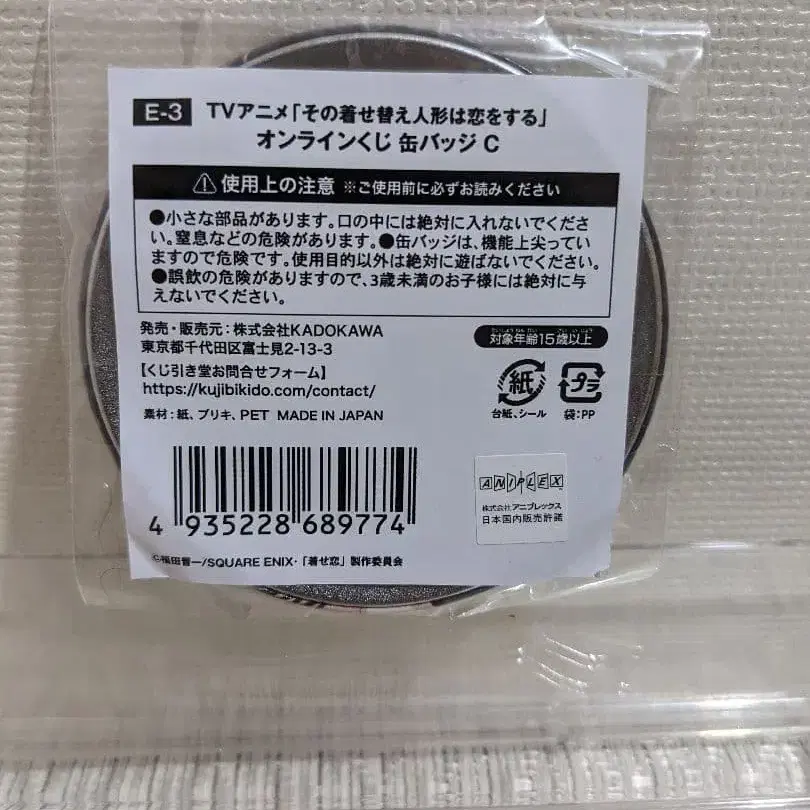 E-3 TVアニメ「その着せ替え人形は恋をする」
オンラインくじ 缶バッジ C
⚠ 使用上の注意 ※ご使用前に必ずお読みください
●小さな部品があります。口の中には絶対に入れないでくださ
い。窒息などの危険があります。●缶バッジは、機能上尖ってい
ますので危険です。使用目的以外は絶対に遊ばないでください。
●誤飲の危険がありますので、3歳未満のお子様には絶対に与
えないでください。
発売・販売元：株式会社KADOKAWA
東京都千代田区富士見2-13-3
【くじ引き堂お問合せフォーム】
https://kujibikido.com/contact/
素材：紙、ブリキ、PET MADE IN JAPAN
対象年齢15歳以上
紙
台紙、シール
プラ
袋：PP
4 935228 689774
ANIPLEX
株式会社アニプレックス
日本国内販売許諾
©福田晋一/SQUARE ENIX・「着せ恋」製作委員会